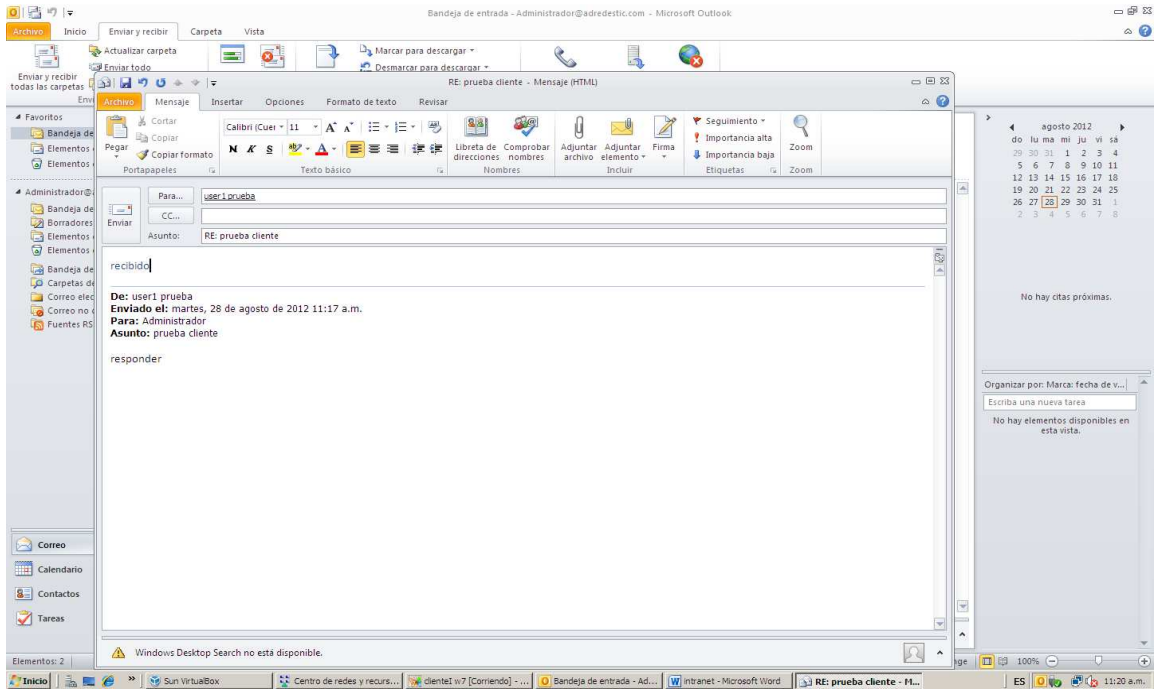 Bandeja de entrada - Administrador@adredestic.com - Microsoft Outlook
Archivo Inicio Enviar y recibir Carpeta Vista
Enviar y recibir todas las carpetas
Actualizar carpeta
Enviar todo
Marcar para descargar
Desmarcar para descargar
RE: prueba cliente - Mensaje (HTML)
Archivo Mensaje Insertar Opciones Formato de texto Revisar
Pegar
Cortar
Copiar
Copiar formato
Portapapeles
Calibri (Cuer 11
N K S
Texto básico
Libreta de direcciones
Comprobar nombres
Nombres
Adjuntar archivo
Adjuntar elemento
Firma
Incluir
Seguimiento
Importancia alta
Importancia baja
Etiquetas
Zoom
Zoom
Enviar
Para... user1 prueba
CC...
Asunto: RE: prueba cliente
recibido
De: user1 prueba
Enviado el: martes, 28 de agosto de 2012 11:17 a.m.
Para: Administrador
Asunto: prueba cliente
responder
Windows Desktop Search no está disponible.
Favoritos
Bandeja de
Elementos
Elementos
Administrador@
Bandeja de
Borradores
Elementos
Elementos
Bandeja de
Carpetas de
Correo elec
Correo no
Fuentes RS
Correo
Calendario
Contactos
Tareas
Elementos: 2
agosto 2012
do lu ma mi ju vi sá
29 30 31 1 2 3 4
5 6 7 8 9 10 11
12 13 14 15 16 17 18
19 20 21 22 23 24 25
26 27 28 29 30 31 1
2 3 4 5 6 7 8
No hay citas próximas.
Organizar por: Marca: fecha de v...
Escriba una nueva tarea
No hay elementos disponibles en
esta vista.
100%
Inicio
Sun VirtualBox
Centro de redes y recurs...
clienteI w7 [Corriendo] - ...
Bandeja de entrada - Ad...
intranet - Microsoft Word
RE: prueba cliente - M...
ES
11:20 a.m.